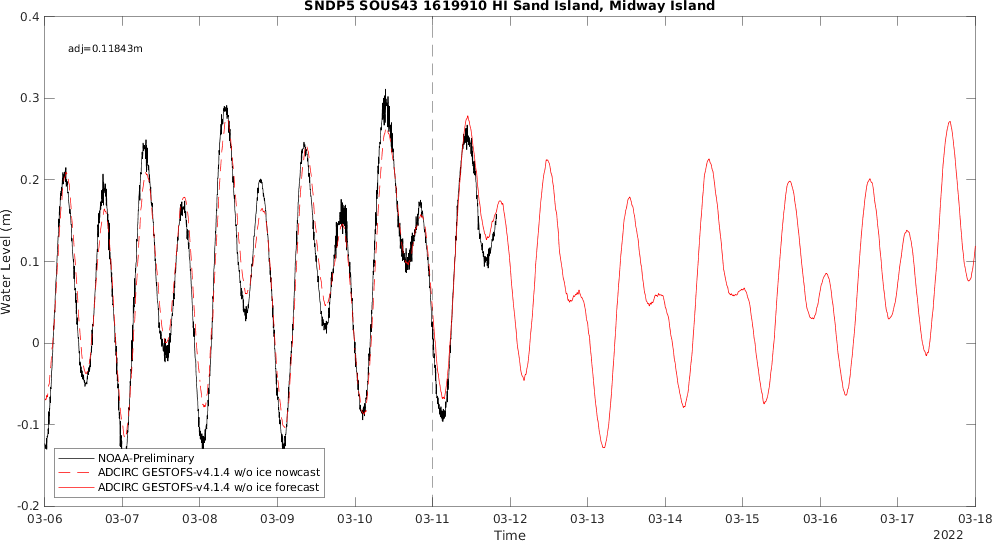 SNDP5 SOUS43 1619910 HI Sand Island, Midway Island
adj=0.11843m
0.4
0.3
0.2
0.1
0
-0.1
-0.2
Water Level (m)
NOAA-Preliminary
ADCIRC GESTOFS-v4.1.4 w/o ice nowcast
ADCIRC GESTOFS-v4.1.4 w/o ice forecast
03-06 03-07 03-08 03-09 03-10 03-11 03-12 03-13 03-14 03-15 03-16 03-17 03-18
Time
2022